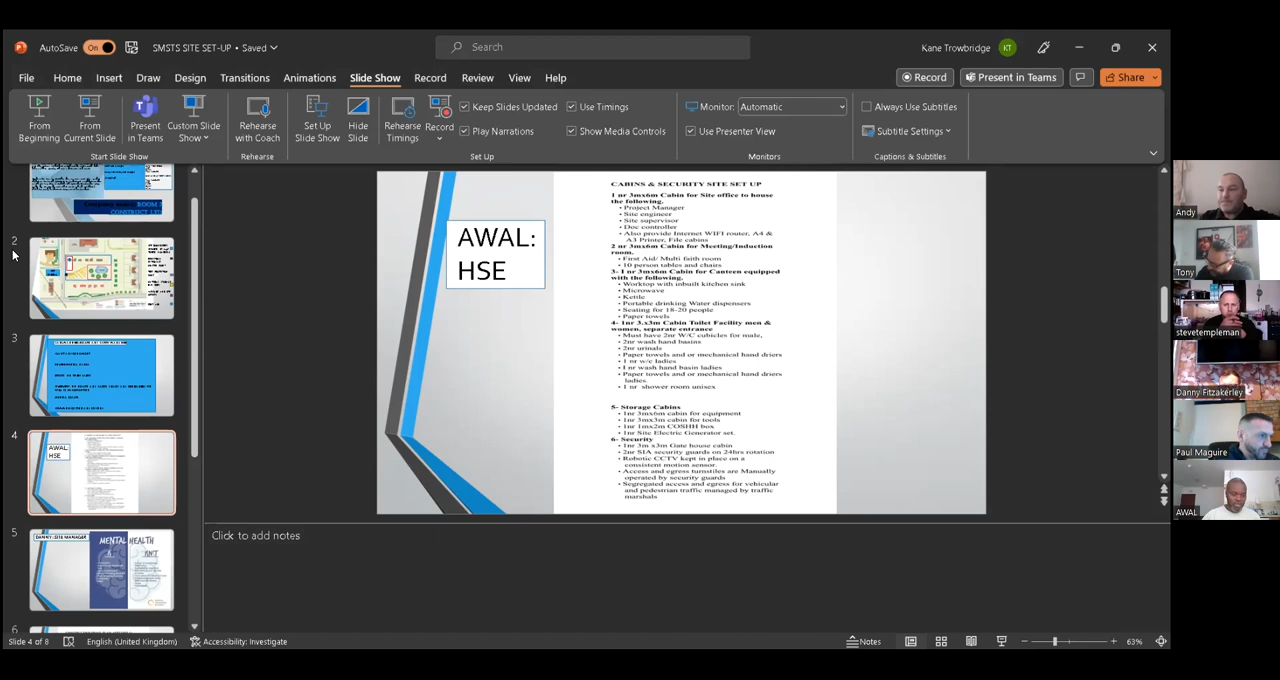 AutoSave On SMSTS SITE SET-UP • Saved Search Kane Trowbridge KT
File Home Insert Draw Design Transitions Animations Slide Show Record Review View Help Record Present in Teams Share
From Beginning
From Current Slide
Present in Teams
Custom Slide Show
Rehearse with Coach
Set Up Slide Show
Hide Slide
Rehearse Timings
Record
Keep Slides Updated
Play Narrations
Use Timings
Show Media Controls
Monitor: Automatic
Use Presenter View
Always Use Subtitles
Subtitle Settings
Start Slide Show Rehearse Set Up Monitors Captions & Subtitles
2
3
4
AWAL:
HSE
5
DANNY: SITE MANAGER
MENTAL HEALTH
6
AWAL:
HSE
CABINS & SECURITY SITE SET UP
1 nr 3mx6m Cabin for Site office to house
the following.
• Project Manager
• Site engineer
• Site supervisor
• Doc controller
• Also provide Internet WIFI router, A4 &
A3 Printer, File cabins
2 nr 3mx6m Cabin for Meeting/Induction
room.
• First Aid/ Multi faith room
• 10 person tables and chairs
3- 1 nr 3mx6m Cabin for Canteen equipped
with the following.
• Worktop with inbuilt kitchen sink
• Microwave
• Kettle
• Portable drinking Water dispensers
• Seating for 18-20 people
• Paper towels
4- 1nr 3.x3m Cabin Toilet Facility men &
women, separate entrance
• Must have 2nr W/C cubicles for male,
• 2nr wash hand basins
• 2nr urinals
• Paper towels and or mechanical hand driers
• 1 nr w/c ladies
• 1 nr wash hand basin ladies
• Paper towels and or mechanical hand driers
ladies.
• 1 nr shower room unisex
5- Storage Cabins
• 1nr 3mx6m cabin for equipment
• 1nr 3mx3m cabin for tools
• 1nr 1mx2m COSHH box
• 1nr Site Electric Generator set.
6- Security
• 1nr 3m x3m Gate house cabin
• 2nr SIA security guards on 24hrs rotation
• Robotic CCTV kept in place on a
consistent motion sensor.
• Access and egress turnstiles are Manually
operated by security guards
• Segregated access and egress for vehicular
and pedestrian traffic managed by traffic
marshals
Click to add notes
Andy
Tony
stevetempleman
Danny Fitzakerley
Paul Maguire
AWAL
Slide 4 of 8 English (United Kingdom) Accessibility: Investigate Notes 63%